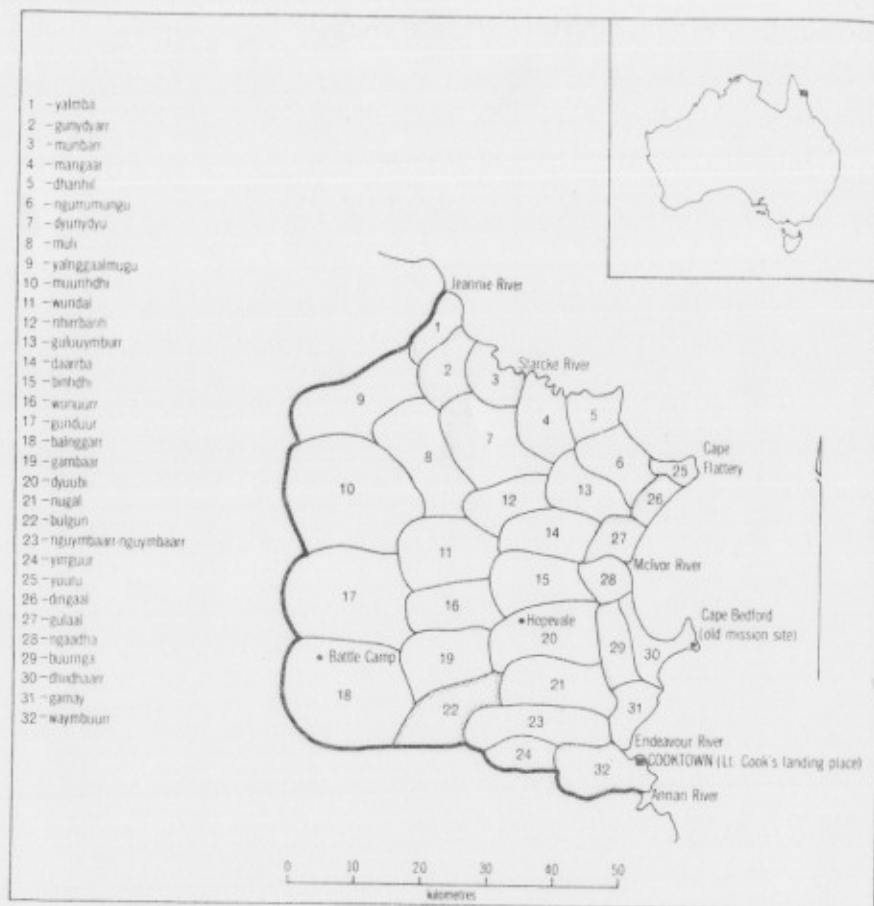 1 – yalmba
2 – gunydyarr
3 – munbarr
4 – mangaar
5 – dhanhil
6 – ngurrumungu
7 – dyunydyu
8 – muli
9 – yalnggaalmugu
10 – muunhdhi
11 – wundal
12 – nhirrbanh
13 – guluuymburr
14 – daarrba
15 – binhdhi
16 – wunuurr
17 – gunduur
18 – balnggarr
19 – gambaar
20 – dyuubi
21 – nugal
22 – bulgun
23 – nguymbaarr-nguymbaarr
24 – yirrguur
25 – yuuru
26 – dingaal
27 – gulaal
28 – ngaadha
29 – buurnga
30 – dhidhaarr
31 – gamay
32 – waymbuurr
Jeannie River
1
Starcke River
2
3
9
4
5
7
Cape
Flattery
8
6
25
10
12
13
26
14
27
11
McIvor River
15
28
17
16
Cape Bedford
(old mission site)
Hopevale
20
29
30
Battle Camp
19
18
21
22
31
23
Endeavour River
24
32
COOKTOWN (Lt. Cook's landing place)
Annan River
0 10 20 30 40 50
kilometres